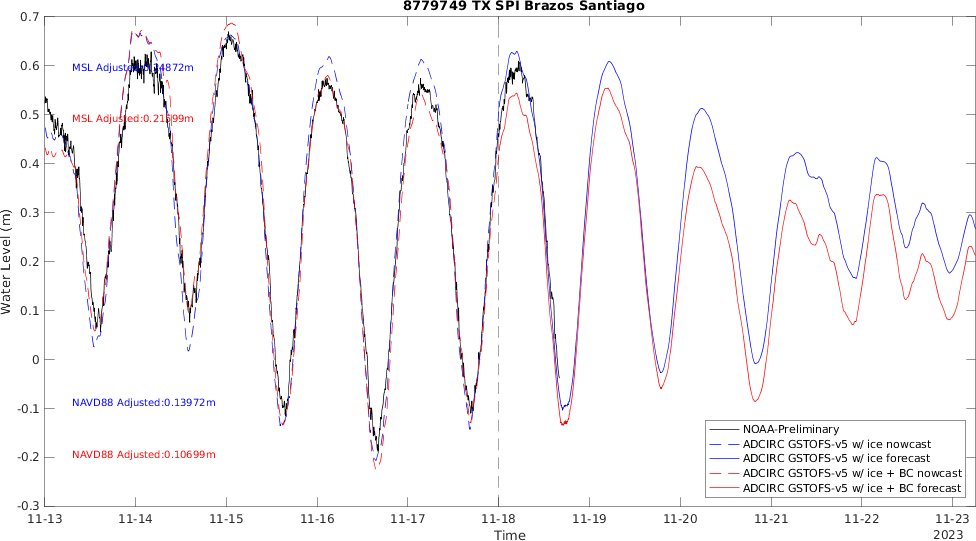 8779749 TX SPI Brazos Santiago
0.7
0.6
0.5
0.4
0.3
0.2
0.1
0
-0.1
-0.2
-0.3
Water Level (m)
MSL Adjusted: 4872m
MSL Adjusted:0.21699m
NAVD88 Adjusted:0.13972m
NAVD88 Adjusted:0.10699m
NOAA-Preliminary
ADCIRC GSTOFS-v5 w/ ice nowcast
ADCIRC GSTOFS-v5 w/ ice forecast
ADCIRC GSTOFS-v5 w/ ice + BC nowcast
ADCIRC GSTOFS-v5 w/ ice + BC forecast
11-13 11-14 11-15 11-16 11-17 11-18 11-19 11-20 11-21 11-22 11-23
2023
Time